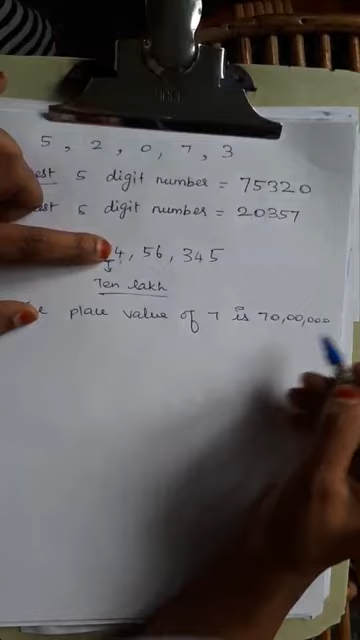 5 , 2 , 0 , 7 , 3
est 5 digit number = 75320
est 5 digit number = 20357
4 , 56 , 345
Ten lakh
place value of 7 is 70,00,000